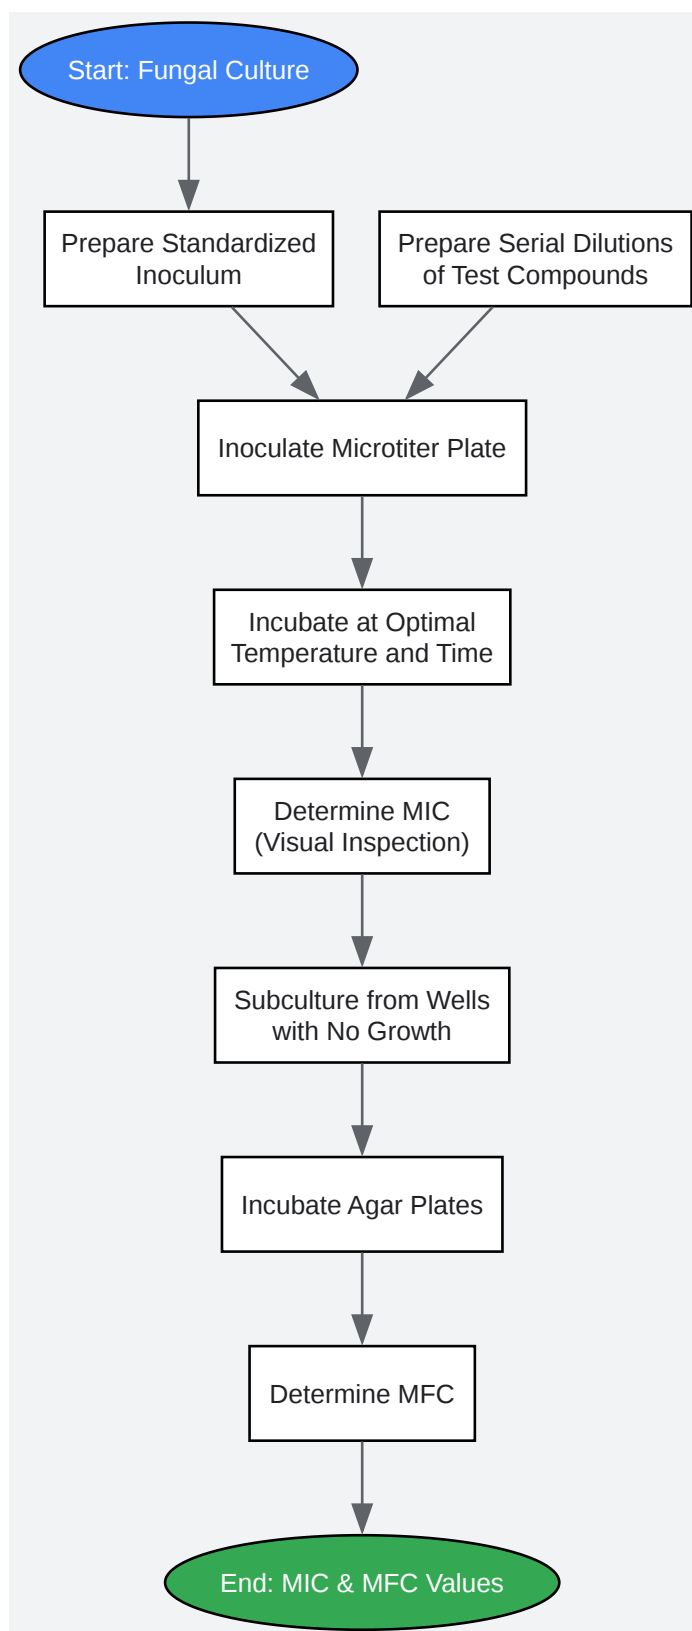 Start: Fungal Culture
Prepare Standardized
Inoculum
Prepare Serial Dilutions
of Test Compounds
Inoculate Microtiter Plate
Incubate at Optimal
Temperature and Time
Determine MIC
(Visual Inspection)
Subculture from Wells
with No Growth
Incubate Agar Plates
Determine MFC
End: MIC & MFC Values